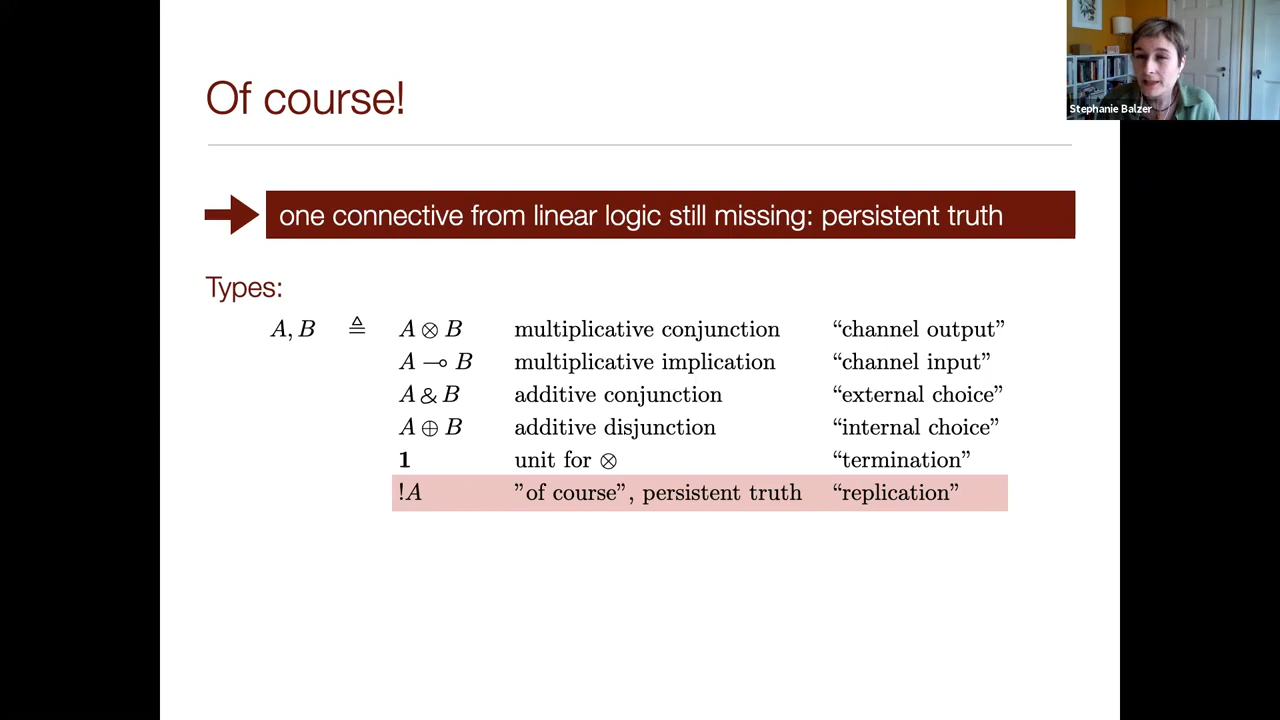 Of course!
Stephanie Balzer
one connective from linear logic still missing: persistent truth
Types:
A, B ≜ A ⊗ B multiplicative conjunction “channel output”
A ⊸ B multiplicative implication “channel input”
A & B additive conjunction “external choice”
A ⊕ B additive disjunction “internal choice”
1 unit for ⊗ “termination”
!A ”of course”, persistent truth “replication”